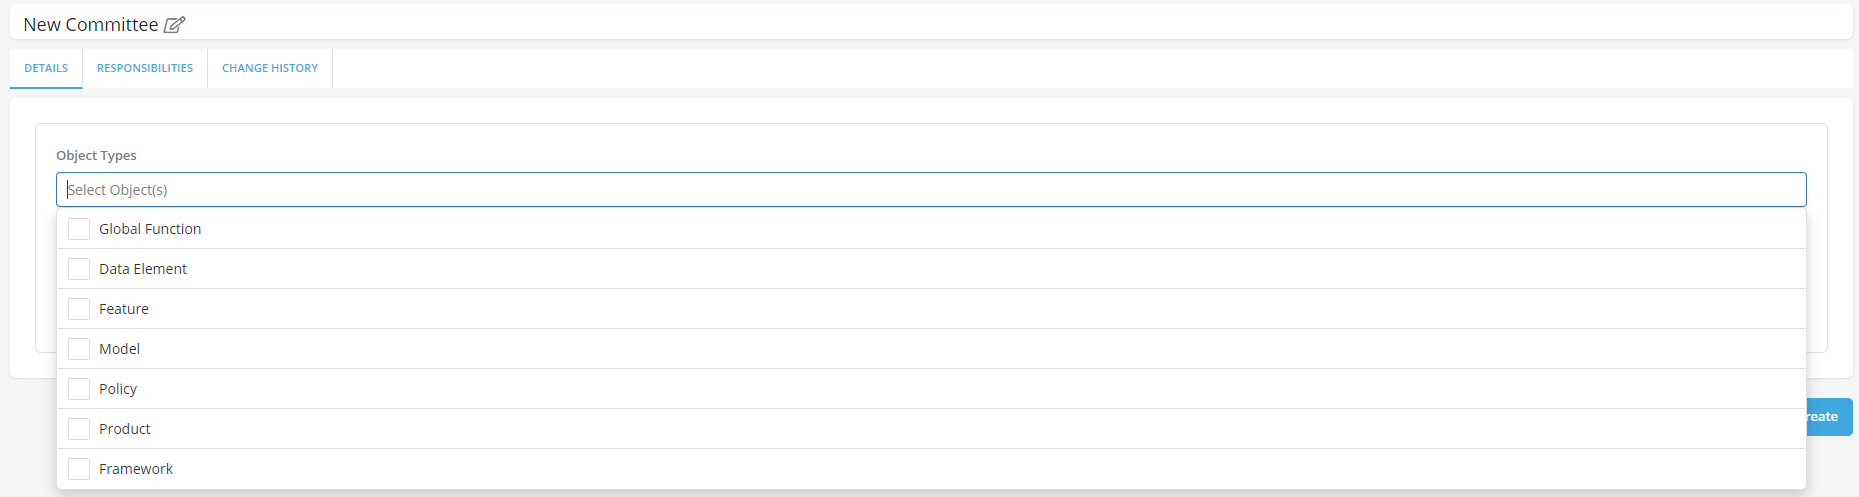 New Committee
DETAILS
RESPONSIBILITIES
CHANGE HISTORY
Object Types
Select Object(s)
Global Function
Data Element
Feature
Model
Policy
Product
Framework
reate